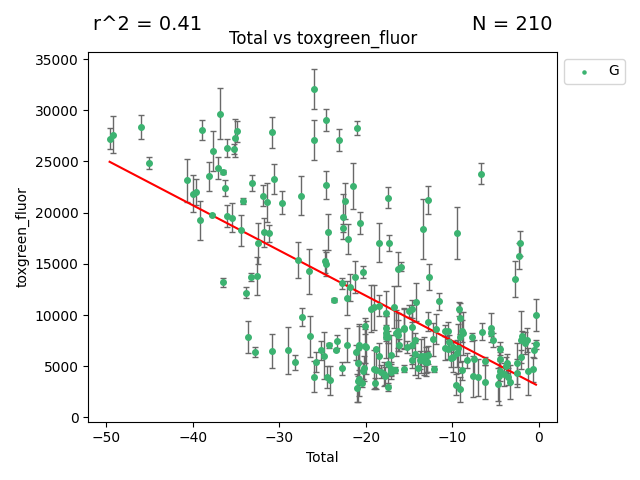 r^2 = 0.41
N = 210
Total vs toxgreen_fluor
G
35000
30000
25000
20000
15000
10000
5000
0
toxgreen_fluor
−50 −40 −30 −20 −10 0
Total